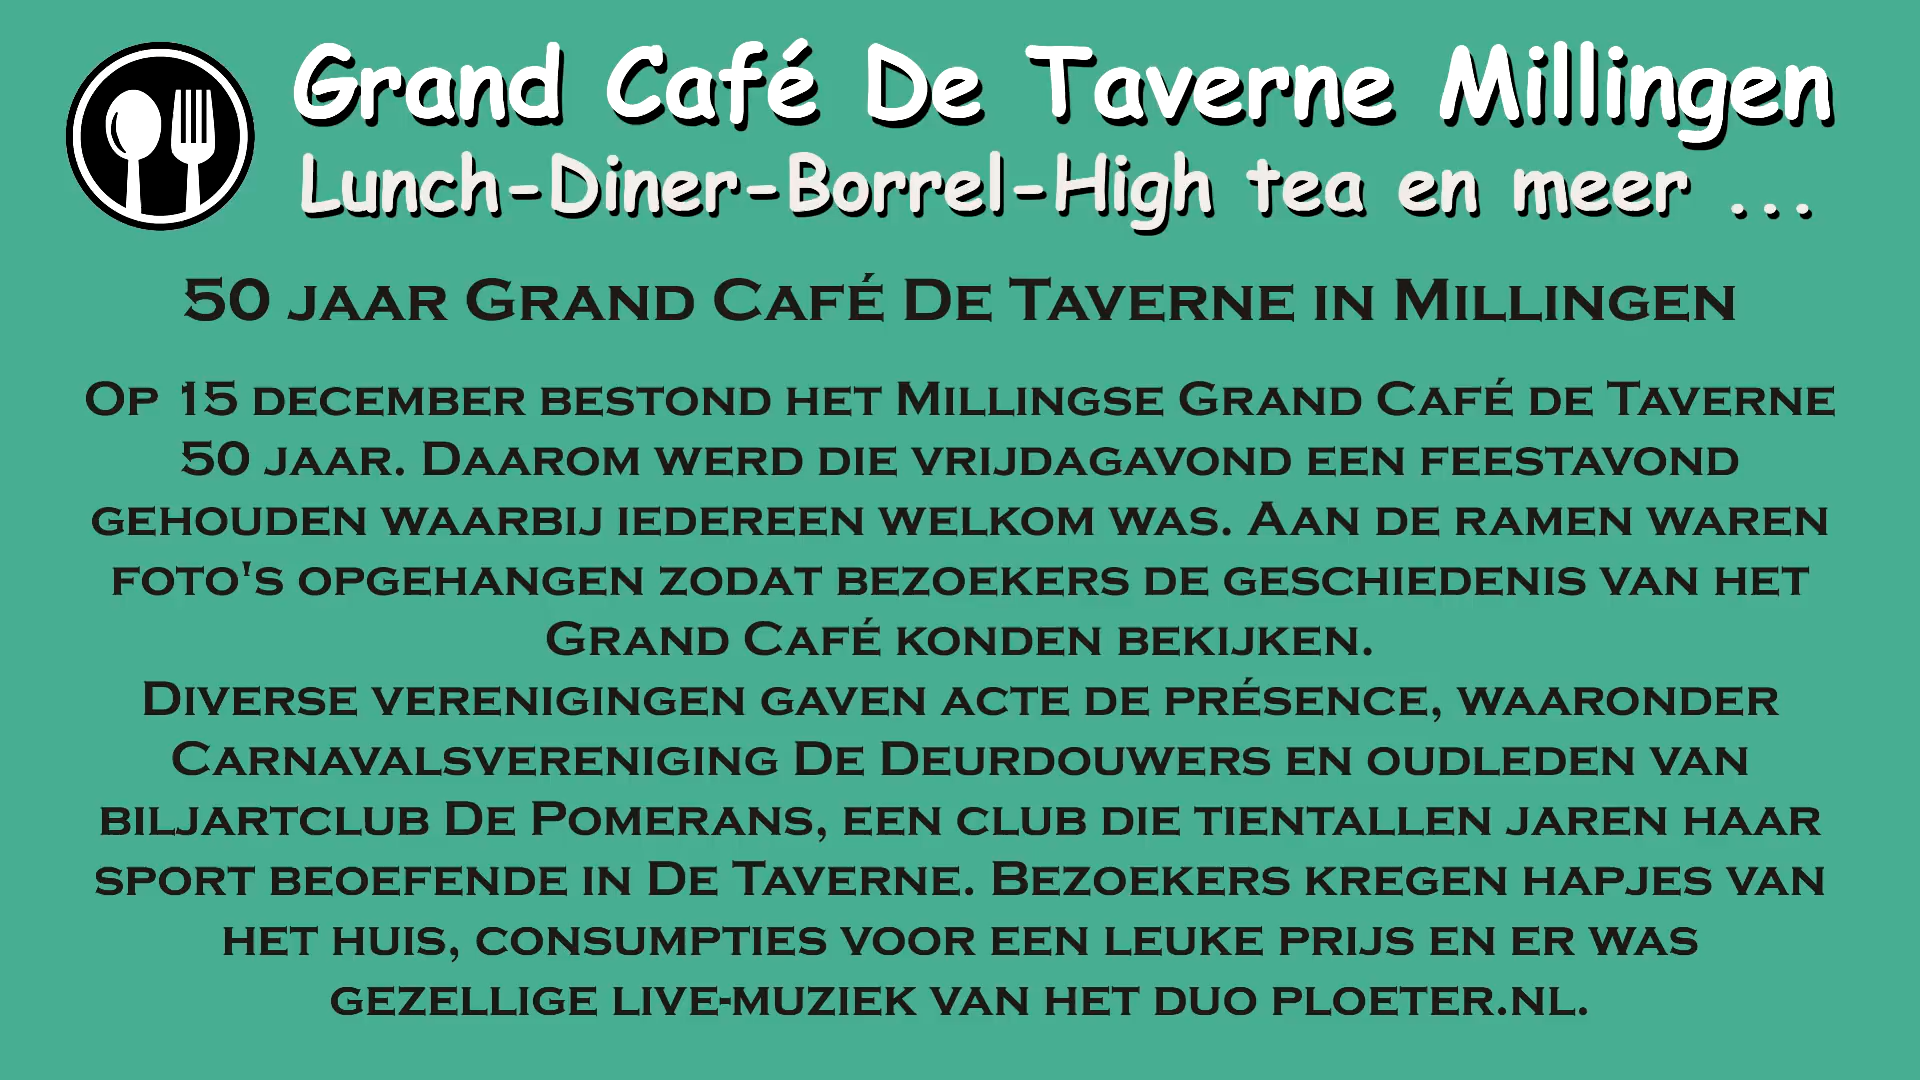 Grand Café De Taverne Millingen
Lunch-Diner-Borrel-High tea en meer ...
50 jaar Grand Café De Taverne in Millingen
Op 15 december bestond het Millingse Grand Café de Taverne
50 jaar. Daarom werd die vrijdagavond een feestavond
gehouden waarbij iedereen welkom was. Aan de ramen waren
foto's opgehangen zodat bezoekers de geschiedenis van het
Grand Café konden bekijken.
Diverse verenigingen gaven acte de présence, waaronder
Carnavalsvereniging De Deurdouwers en oudleden van
biljartclub De Pomerans, een club die tientallen jaren haar
sport beoefende in De Taverne. Bezoekers kregen hapjes van
het huis, consumpties voor een leuke prijs en er was
gezellige live-muziek van het duo ploeter.nl.